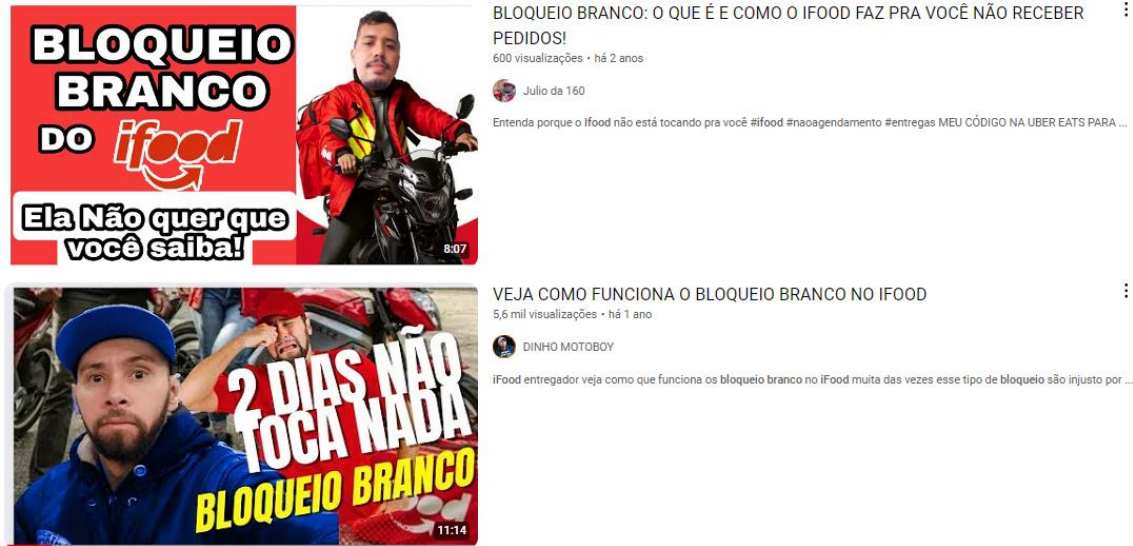 BLOQUEIO
BRANCO
DO ifood
Ela Não quer que
você saiba!
8:07
BLOQUEIO BRANCO: O QUE É E COMO O IFOOD FAZ PRA VOCÊ NÃO RECEBER
PEDIDOS!
600 visualizações • há 2 anos
Julio da 160
Entenda porque o Ifood não está tocando pra você #ifood #naoagendamento #entregas MEU CÓDIGO NA UBER EATS PARA ...
2 DIAS NÃO
TOCA NADA
BLOQUEIO BRANCO
11:14
VEJA COMO FUNCIONA O BLOQUEIO BRANCO NO IFOOD
5,6 mil visualizações • há 1 ano
DINHO MOTOBOY
iFood entregador veja como que funciona os bloqueio branco no iFood muita das vezes esse tipo de bloqueio são injusto por ...